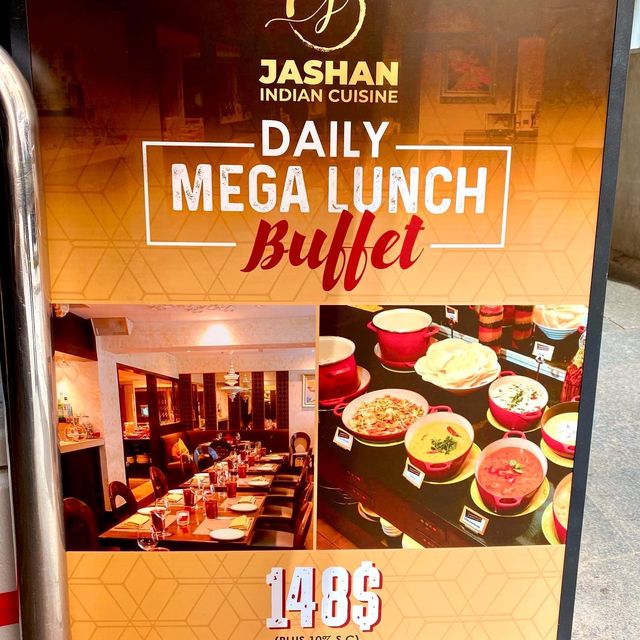 JASHAN
INDIAN CUISINE
DAILY
MEGA LUNCH
Buffet
148$
(PLUS 10% S.C)